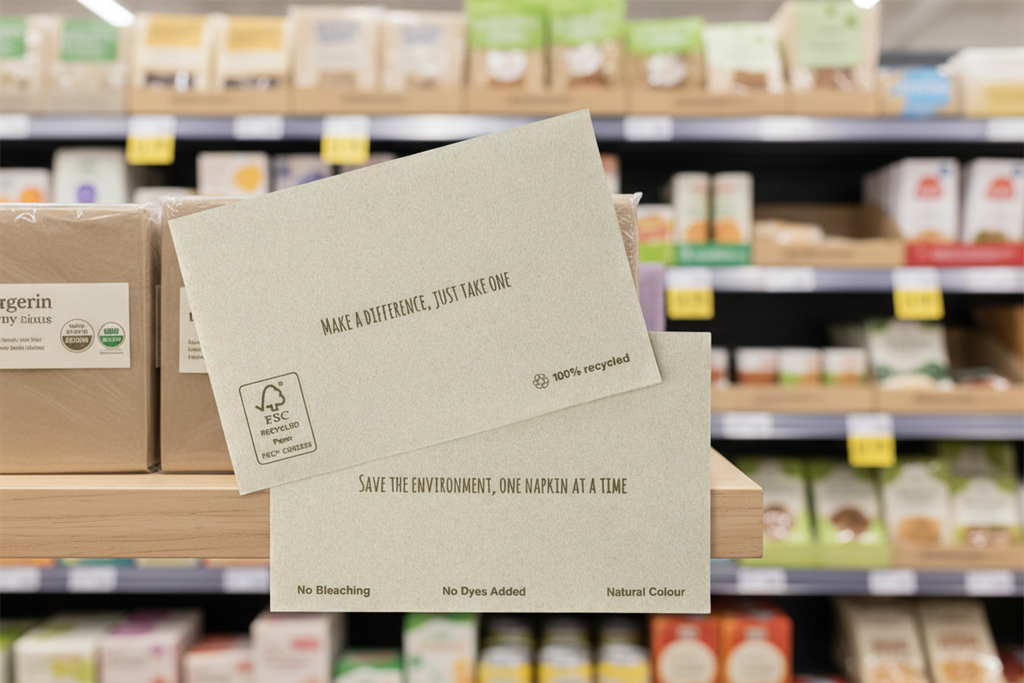 MAKE A DIFFERENCE, JUST TAKE ONE
100% recycled
FSC
RECYCLED
SAVE THE ENVIRONMENT, ONE NAPKIN AT A TIME
No Bleaching
No Dyes Added
Natural Colour
rgerin